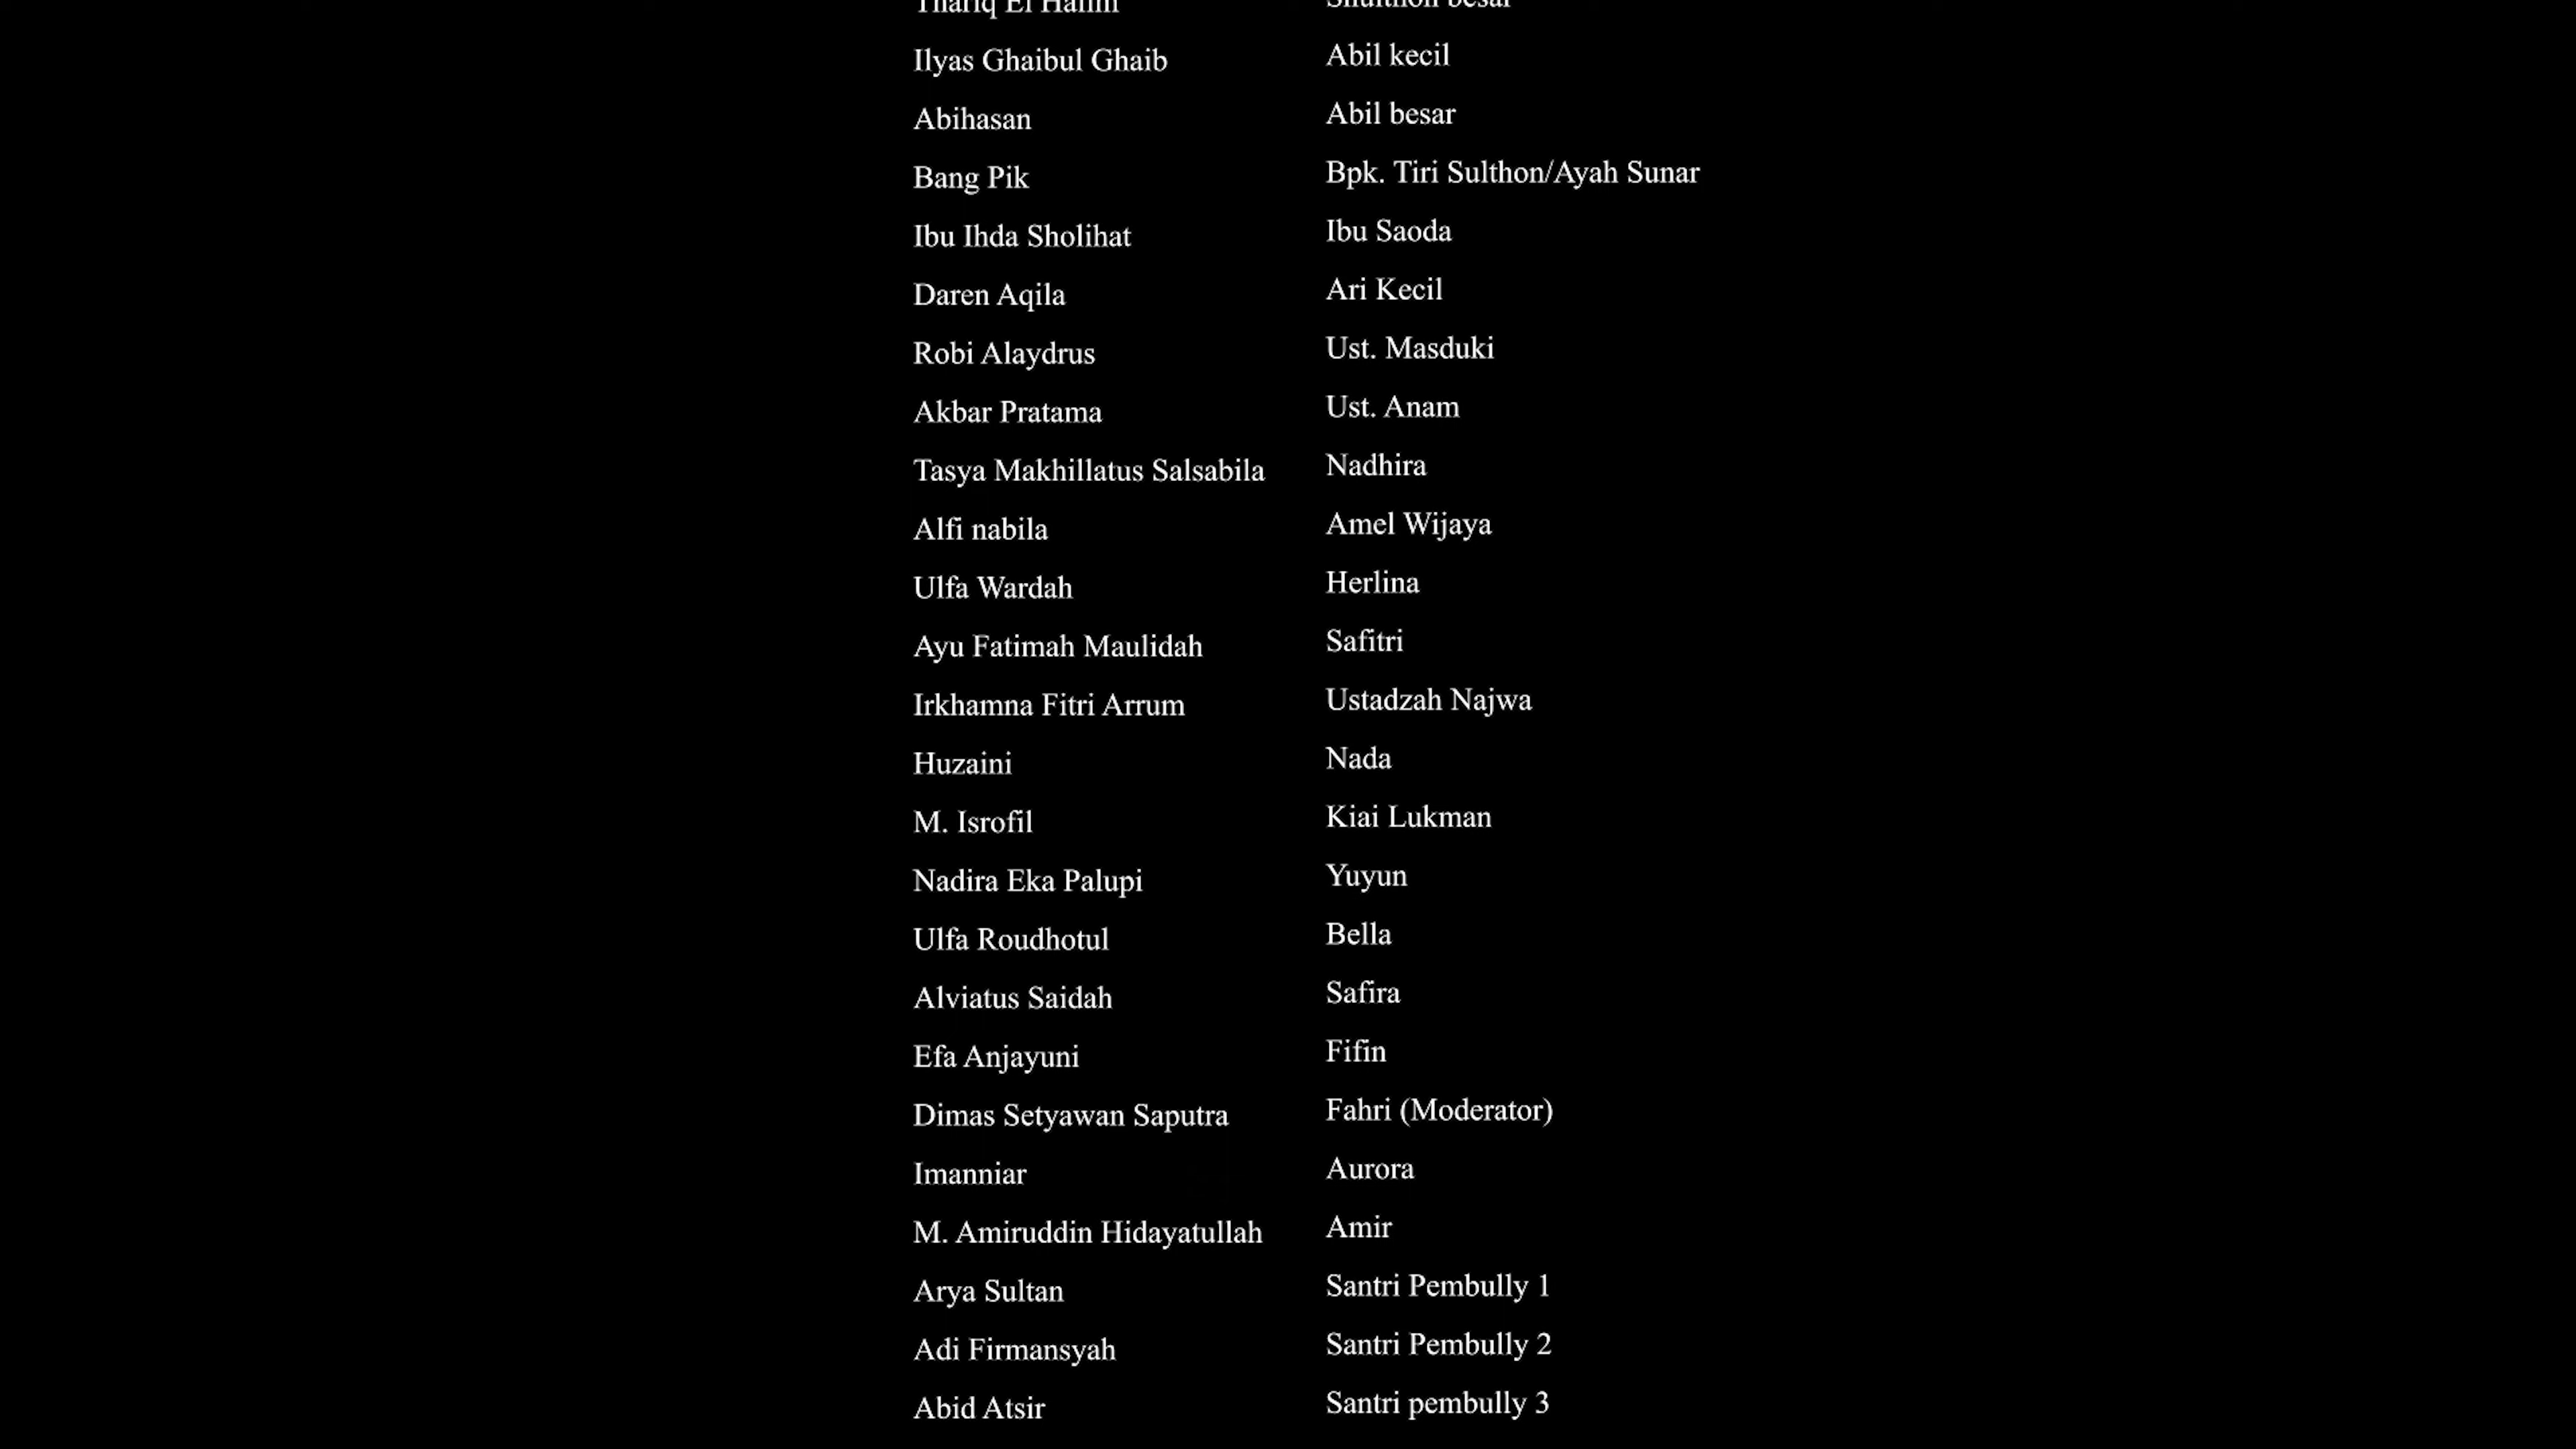 Thariq El Halim Shulthon besar
Ilyas Ghaibul Ghaib Abil kecil
Abihasan Abil besar
Bang Pik Bpk. Tiri Sulthon/Ayah Sunar
Ibu Ihda Sholihat Ibu Saoda
Daren Aqila Ari Kecil
Robi Alaydrus Ust. Masduki
Akbar Pratama Ust. Anam
Tasya Makhillatus Salsabila Nadhira
Alfi nabila Amel Wijaya
Ulfa Wardah Herlina
Ayu Fatimah Maulidah Safitri
Irkhamna Fitri Arrum Ustadzah Najwa
Huzaini Nada
M. Isrofil Kiai Lukman
Nadira Eka Palupi Yuyun
Ulfa Roudhotul Bella
Alviatus Saidah Safira
Efa Anjayuni Fifin
Dimas Setyawan Saputra Fahri (Moderator)
Imanniar Aurora
M. Amiruddin Hidayatullah Amir
Arya Sultan Santri Pembully 1
Adi Firmansyah Santri Pembully 2
Abid Atsir Santri pembully 3